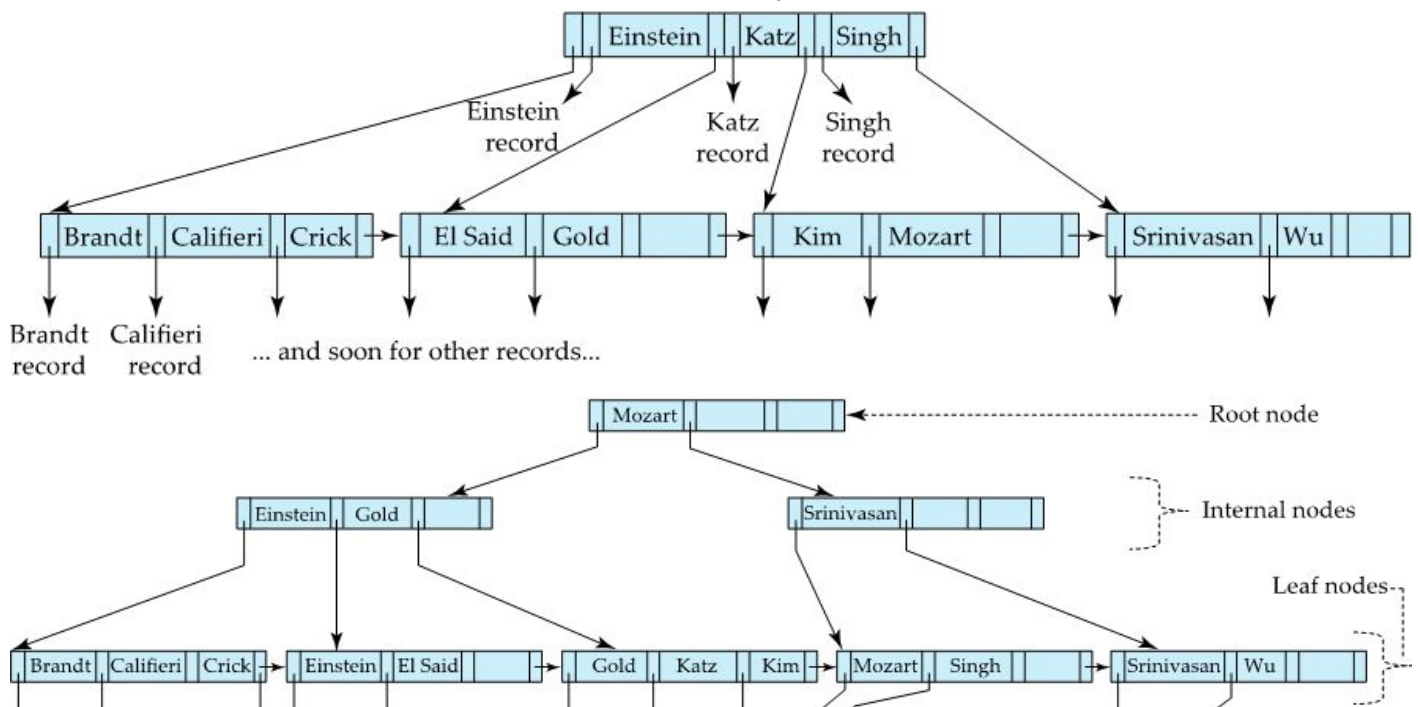 Einstein Katz Singh
Einstein
record
Katz
record
Singh
record
Brandt Califieri Crick El Said Gold Kim Mozart Srinivasan Wu
Brandt
record
Califieri
record
... and soon for other records...
Mozart
Root node
Einstein Gold Srinivasan
Internal nodes
Leaf nodes
Brandt Califieri Crick Einstein El Said Gold Katz Kim Mozart Singh Srinivasan Wu